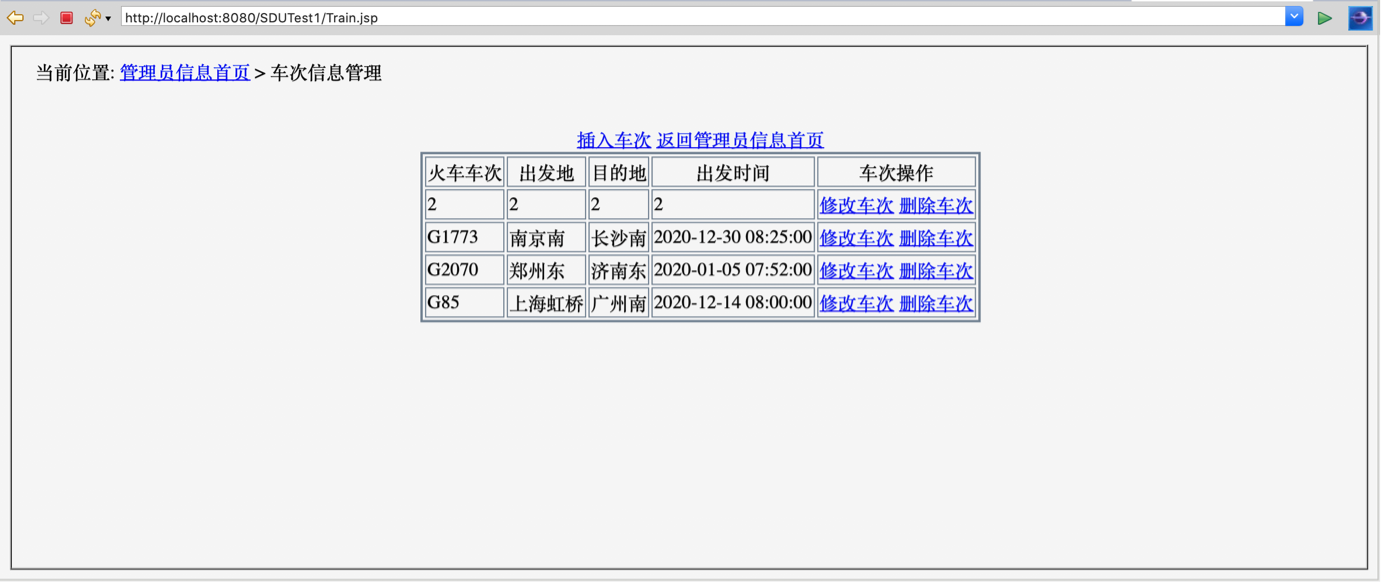 http://localhost:8080/SDUTest1/Train.jsp
当前位置: 管理员信息首页 > 车次信息管理
插入车次 返回管理员信息首页
火车车次 出发地 目的地 出发时间 车次操作
2 2 2 2 修改车次 删除车次
G1773 南京南 长沙南 2020-12-30 08:25:00 修改车次 删除车次
G2070 郑州东 济南东 2020-01-05 07:52:00 修改车次 删除车次
G85 上海虹桥 广州南 2020-12-14 08:00:00 修改车次 删除车次